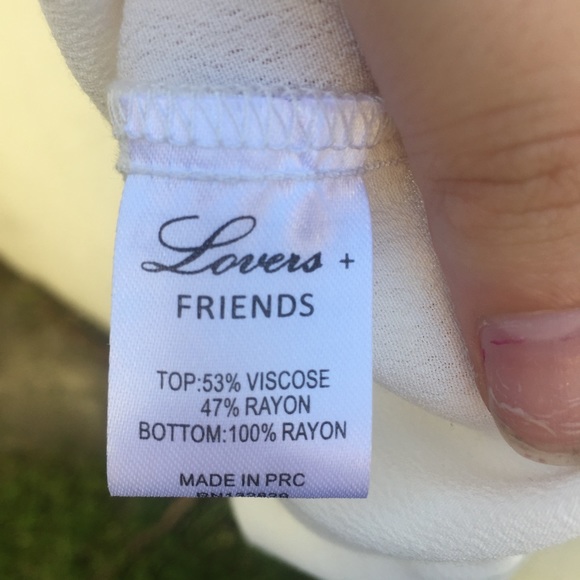 Lovers +
FRIENDS
TOP:53% VISCOSE
47% RAYON
BOTTOM:100% RAYON
MADE IN PRC